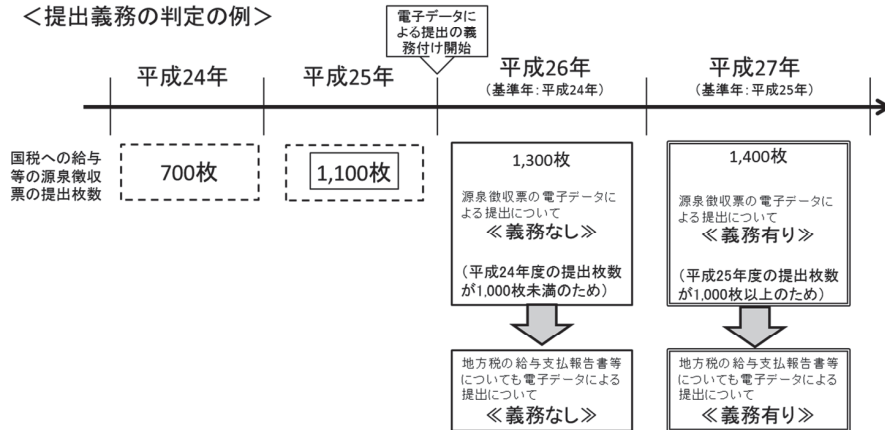 ＜提出義務の判定の例＞
電子データに
よる提出の義
務付け開始
平成24年
平成25年
平成26年
（基準年：平成24年）
平成27年
（基準年：平成25年）
国税への給与
等の源泉徴収
票の提出枚数
700枚
1,100枚
1,300枚
源泉徴収票の電子データに
よる提出について
≪義務なし≫
（平成24年度の提出枚数
が1,000枚未満のため）
1,400枚
源泉徴収票の電子データに
よる提出について
≪義務有り≫
（平成25年度の提出枚数
が1,000枚以上のため）
地方税の給与支払報告書等
についても電子データによる
提出について
≪義務なし≫
地方税の給与支払報告書等
についても電子データによる
提出について
≪義務有り≫